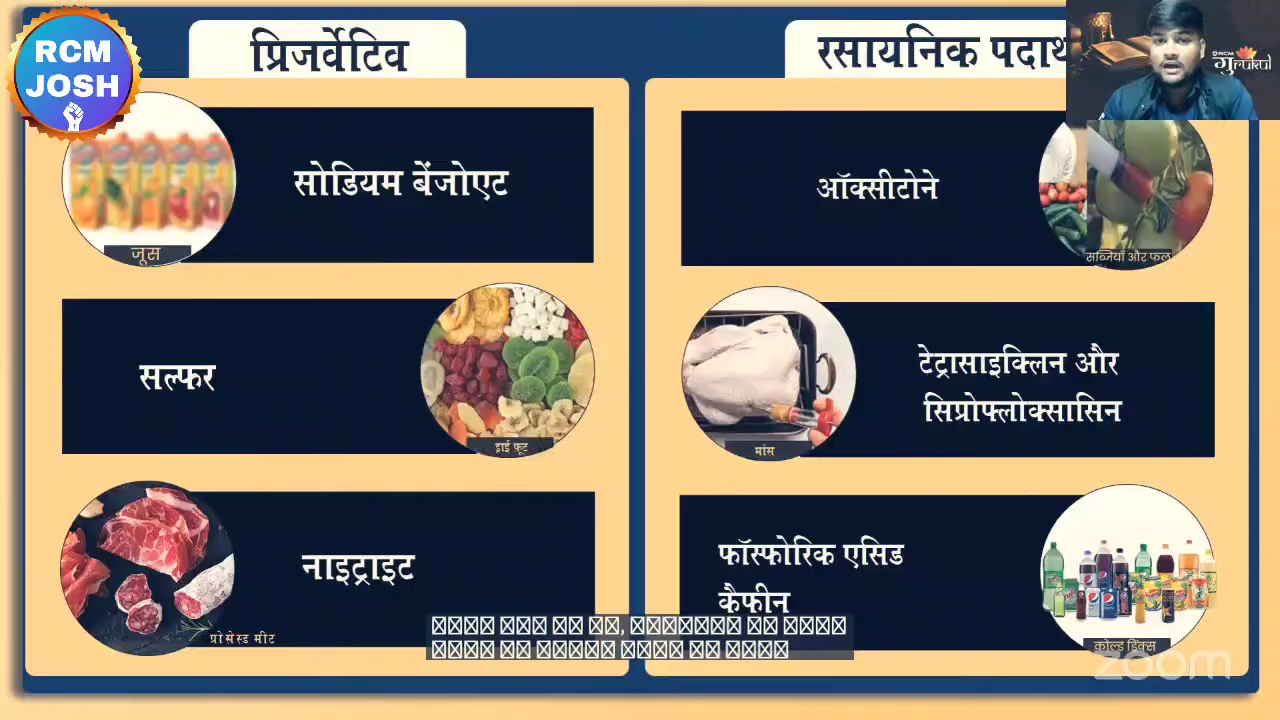 RCM
JOSH
प्रिजर्वेटिव
रसायनिक
RCM
गुरुकुल
सोडियम बेंजोएट
जूस
ऑक्सीटोने
सब्जियाँ और फल
सल्फर
ड्राई फ्रूट
टेट्रासाइक्लिन और
सिप्रोफ्लोक्सासिन
मांस
नाइट्राइट
प्रोसेस्ड मीट
फॉस्फोरिक एसिड
कैफीन
कोल्ड ड्रिंक्स
zoom